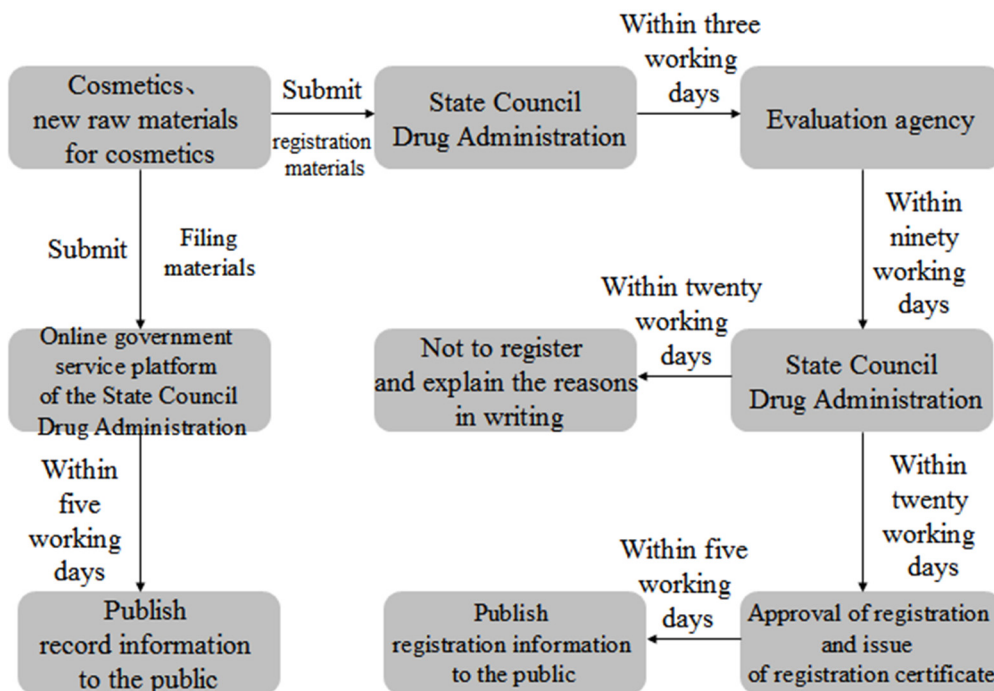 Cosmetics、
new raw materials
for cosmetics
Submit
registration
materials
State Council
Drug Administration
Within three
working
days
Evaluation agency
Within
ninety
working
days
Submit
Filing
materials
Within twenty
working
days
Online government
service platform
of the State Council
Drug Administration
Not to register
and explain the reasons
in writing
State Council
Drug Administration
Within
five
working
days
Within
twenty
working
days
Within five
working
days
Publish
record information
to the public
Publish
registration information
to the public
Approval of registration
and issue
of registration certificate